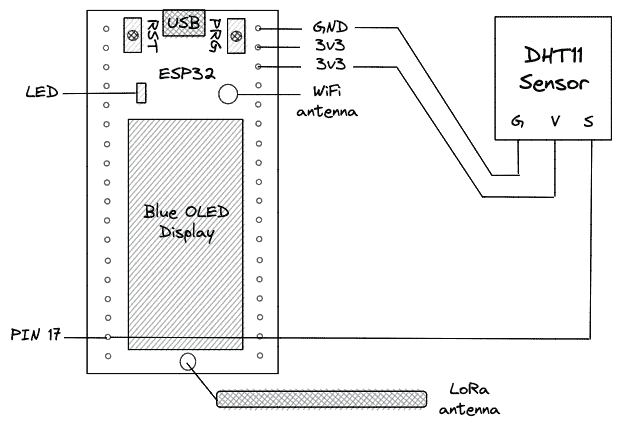 RST
USB
PRG
GND
3v3
3v3
ESP32
LED
WiFi
antenna
DHT11
Sensor
G V S
Blue OLED
Display
PIN 17
LoRa
antenna